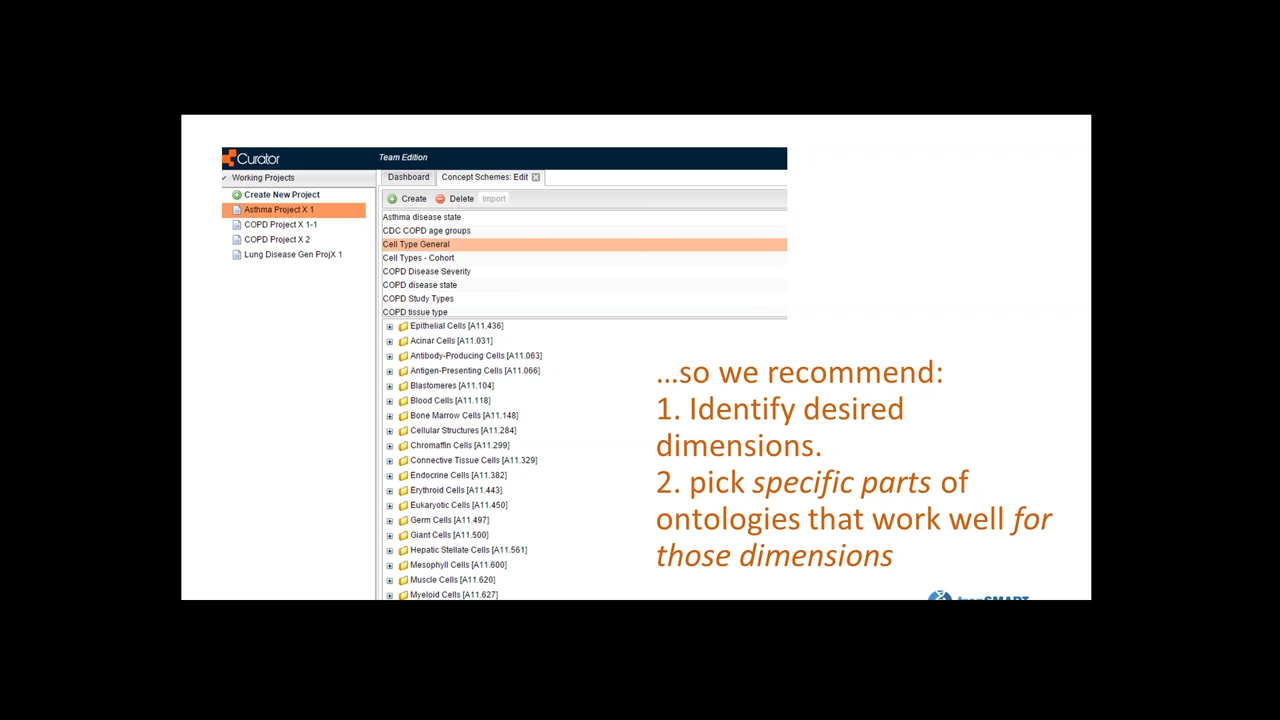 Curator
Team Edition
Working Projects
Create New Project
Asthma Project X 1
COPD Project X 1-1
COPD Project X 2
Lung Disease Gen ProjX 1
Dashboard
Concept Schemes: Edit
Create Delete Import
Asthma disease state
CDC COPD age groups
Cell Type General
Cell Types - Cohort
COPD Disease Severity
COPD disease state
COPD Study Types
COPD tissue type
Epithelial Cells [A11.436]
Acinar Cells [A11.031]
Antibody-Producing Cells [A11.063]
Antigen-Presenting Cells [A11.066]
Blastomeres [A11.104]
Blood Cells [A11.118]
Bone Marrow Cells [A11.148]
Cellular Structures [A11.284]
Chromaffin Cells [A11.299]
Connective Tissue Cells [A11.329]
Endocrine Cells [A11.382]
Erythroid Cells [A11.443]
Eukaryotic Cells [A11.450]
Germ Cells [A11.497]
Giant Cells [A11.500]
Hepatic Stellate Cells [A11.561]
Mesophyll Cells [A11.600]
Muscle Cells [A11.620]
Myeloid Cells [A11.627]
...so we recommend:
1. Identify desired
dimensions.
2. pick specific parts of
ontologies that work well for
those dimensions
tranSMART